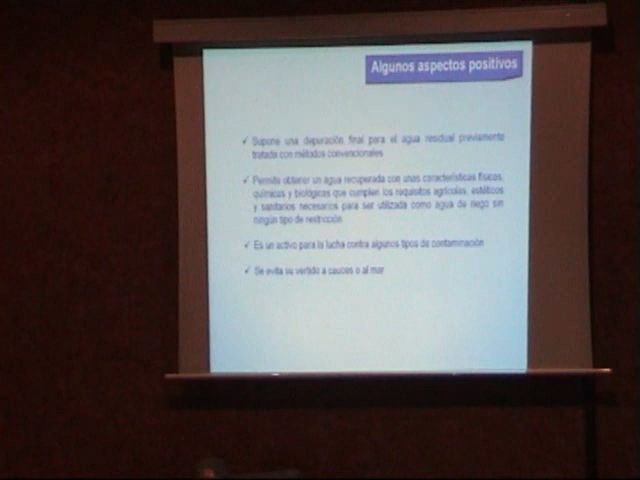 Algunos aspectos positivos
✓ Supone una depuración final para el agua residual previamente
tratada con métodos convencionales
✓ Permite obtener un agua recuperada con unas características físicas,
químicas y biológicas que cumplen los requisitos agrícolas, estéticos
y sanitarios necesarios para ser utilizada como agua de riego sin
ningún tipo de restricción
✓ Es un activo para la lucha contra algunos tipos de contaminación
✓ Se evita su vertido a cauces o al mar